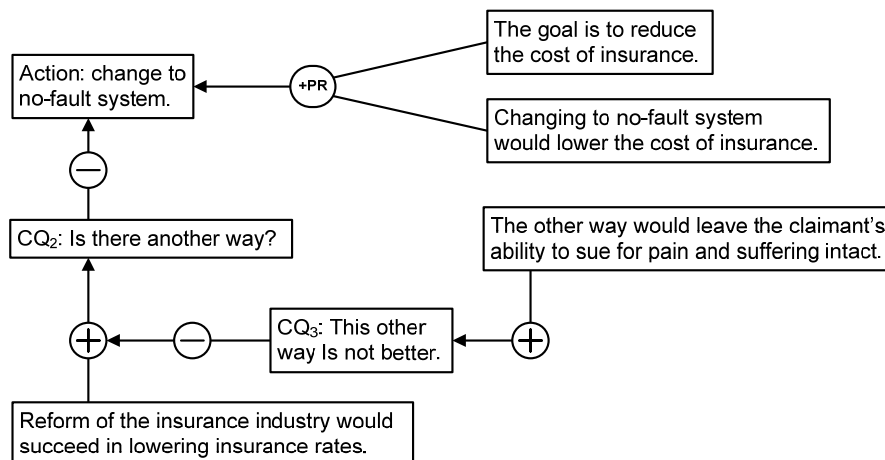 The goal is to reduce
the cost of insurance.
Action: change to
no-fault system.
+PR
Changing to no-fault system
would lower the cost of insurance.
CQ₂: Is there another way?
The other way would leave the claimant's
ability to sue for pain and suffering intact.
CQ₃: This other
way Is not better.
Reform of the insurance industry would
succeed in lowering insurance rates.